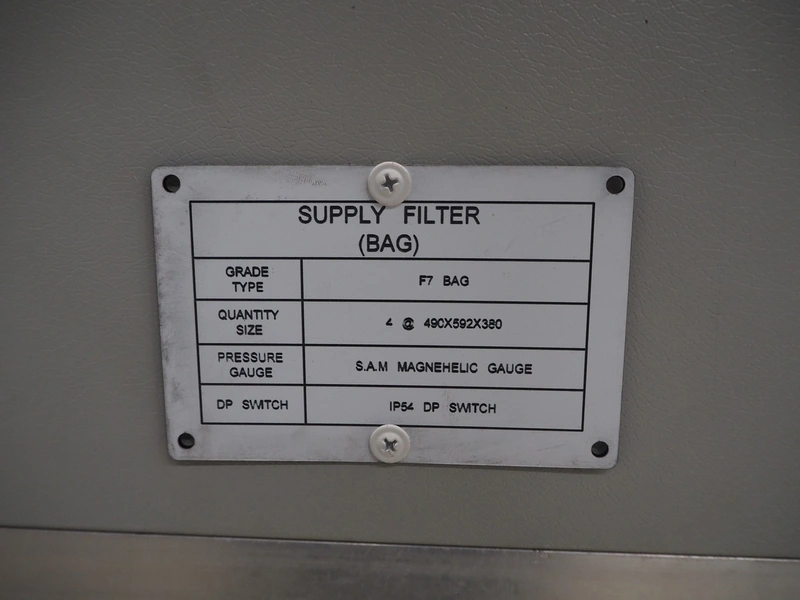 SUPPLY FILTER
(BAG)
GRADE
TYPE
F7 BAG
QUANTITY
SIZE
4 @ 490X592X380
PRESSURE
GAUGE
S.A.M MAGNEHELIC GAUGE
DP SWITCH
IP54 DP SWITCH